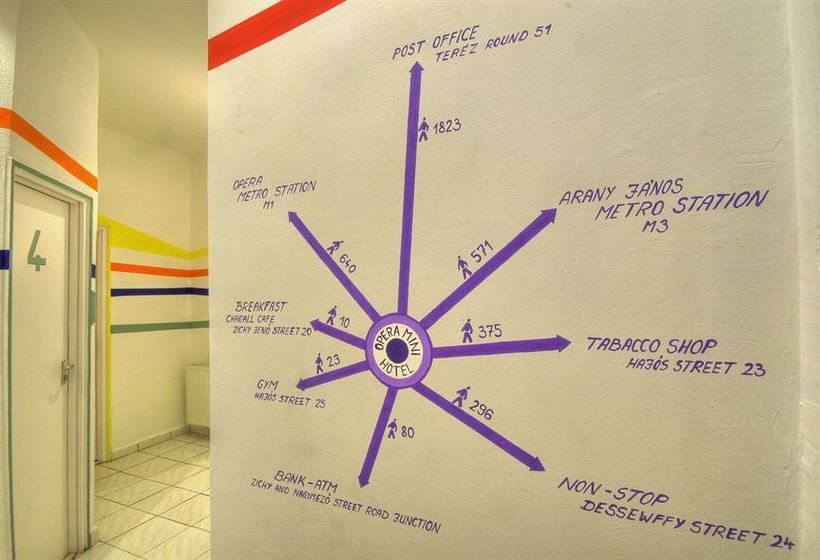 POST OFFICE
TERÉZ ROUND 51
1823
OPERA
METRO STATION
M1
640
ARANY JÁNOS
METRO STATION
M3
571
BREAKFAST
CHAGALL CAFE
ZICHY JENŐ STREET 20
10
OPERA MINI
HOTEL
375
TABACCO SHOP
HAJÓS STREET 23
23
GYM
HAJÓS STREET 25
80
BANK-ATM
ZICHY AND NAGYMEZŐ STREET ROAD JUNCTION
296
NON-STOP
DESSEWFFY STREET 24
4